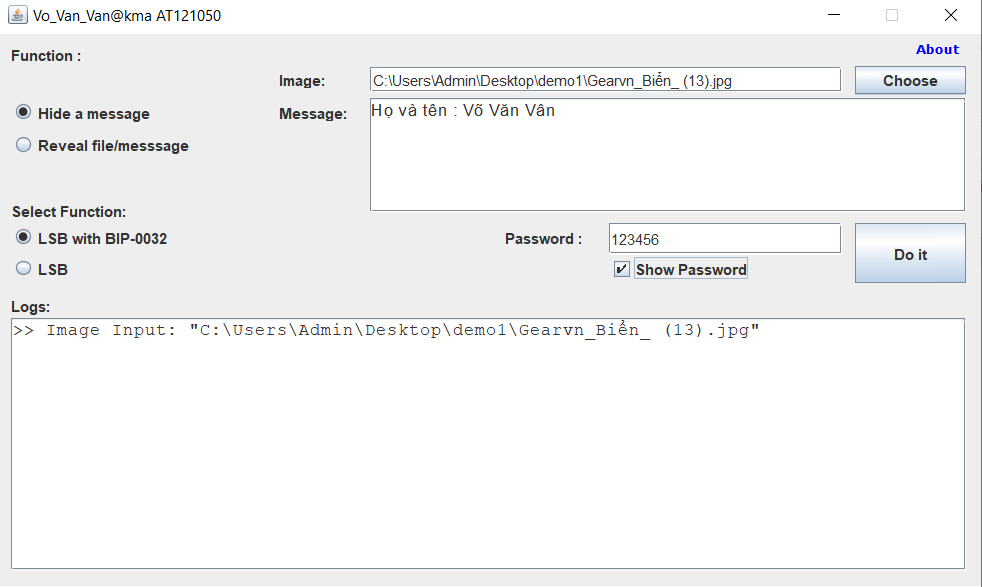 Vo_Van_Van@kma AT121050
About
Function :
Image:
C:\Users\Admin\Desktop\demo1\Gearvn_Biển_ (13).jpg
Choose
Hide a message
Message:
Họ và tên : Võ Văn Vân
Reveal file/messsage
Select Function:
LSB with BIP-0032
Password :
123456
Do it
LSB
Show Password
Logs:
>> Image Input: "C:\Users\Admin\Desktop\demo1\Gearvn_Biển_ (13).jpg"